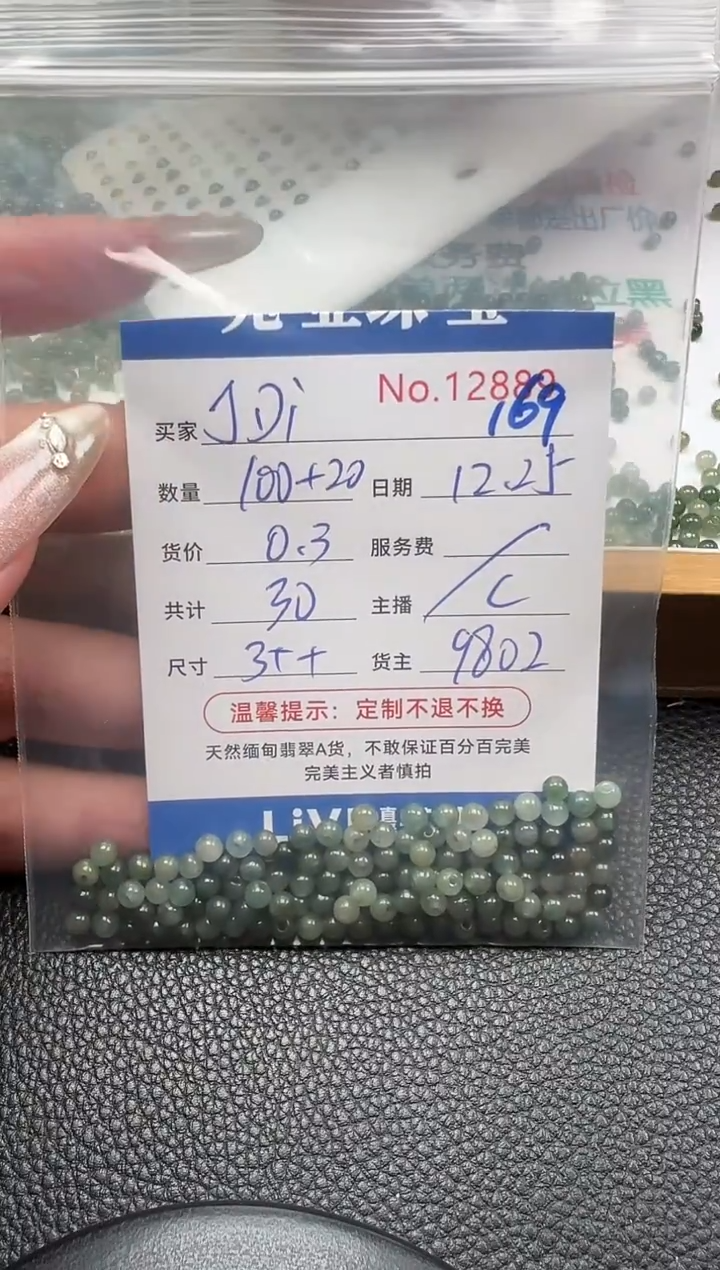 出厂价
No.12889
169
买家 JDi
数量 100+20 日期 12.25
货价 0.3 服务费 /
共计 30 主播 C
尺寸 3++ 货主 9802
温馨提示：定制不退不换
天然缅甸翡翠A货，不敢保证百分百完美
完美主义者慎拍